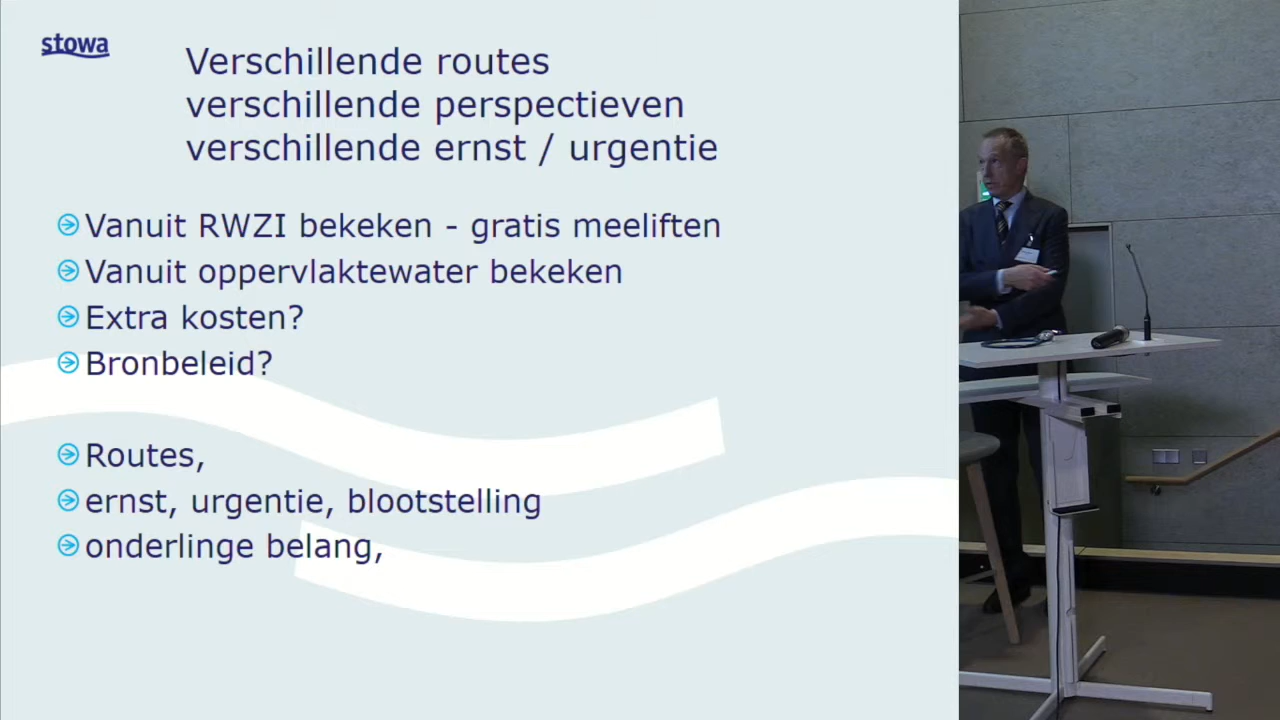 stowa
Verschillende routes
verschillende perspectieven
verschillende ernst / urgentie
Vanuit RWZI bekeken - gratis meeliften
Vanuit oppervlaktewater bekeken
Extra kosten?
Bronbeleid?
Routes,
ernst, urgentie, blootstelling
onderlinge belang,